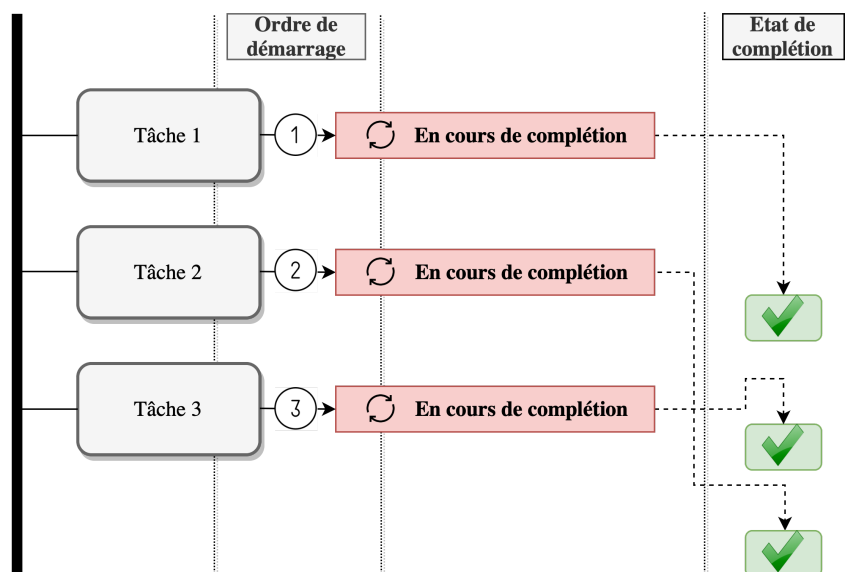 Ordre de
démarrage
Etat de
complétion
Tâche 1
1
En cours de complétion
Tâche 2
2
En cours de complétion
Tâche 3
3
En cours de complétion